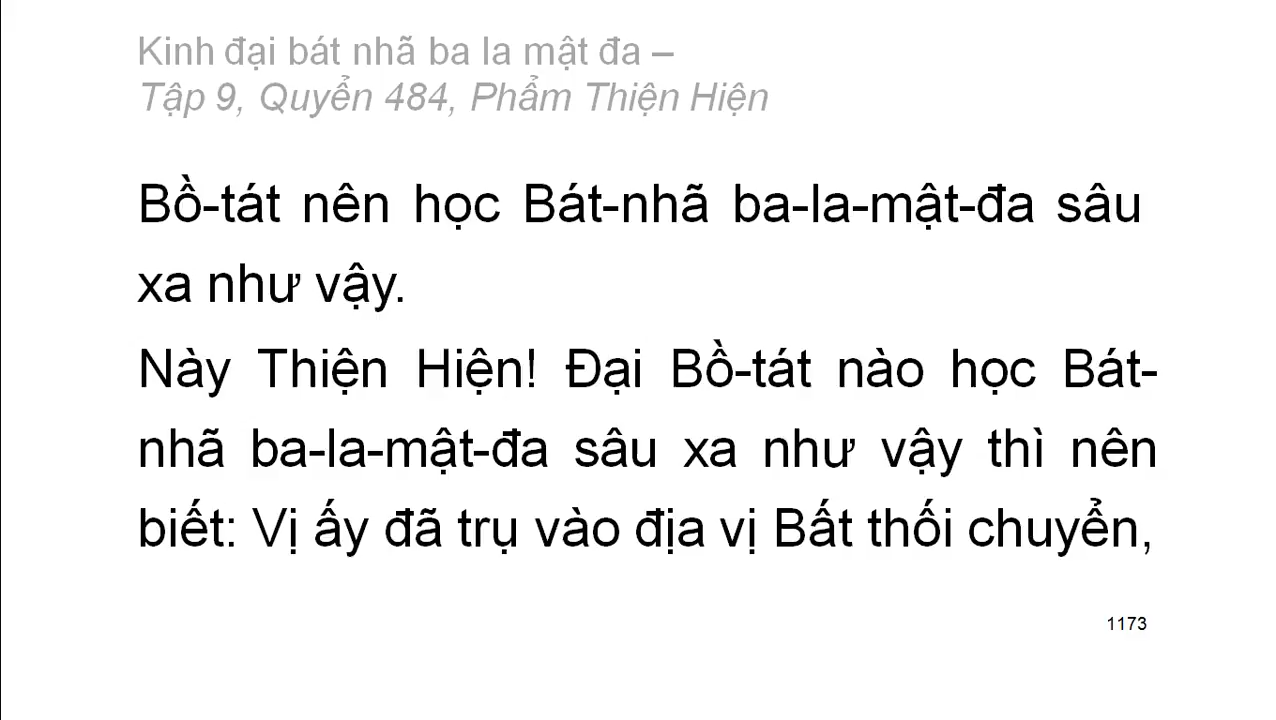 Kinh đại bát nhã ba la mật đa –
Tập 9, Quyển 484, Phẩm Thiện Hiện
Bồ-tát nên học Bát-nhã ba-la-mật-đa sâu
xa như vậy.
Này Thiện Hiện! Đại Bồ-tát nào học Bát-
nhã ba-la-mật-đa sâu xa như vậy thì nên
biết: Vị ấy đã trụ vào địa vị Bất thối chuyển,
1173